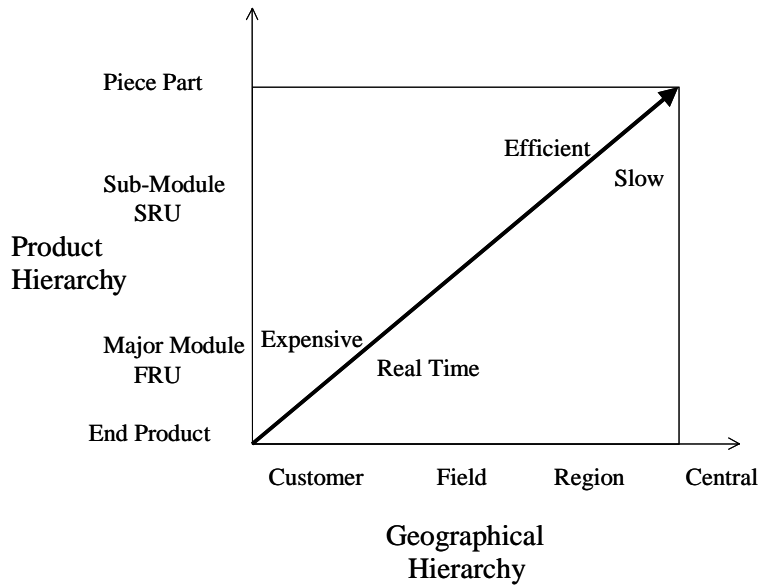 Piece Part
Efficient
Slow
Sub-Module
SRU
Product
Hierarchy
Expensive
Major Module
FRU
Real Time
End Product
Customer Field Region Central
Geographical
Hierarchy